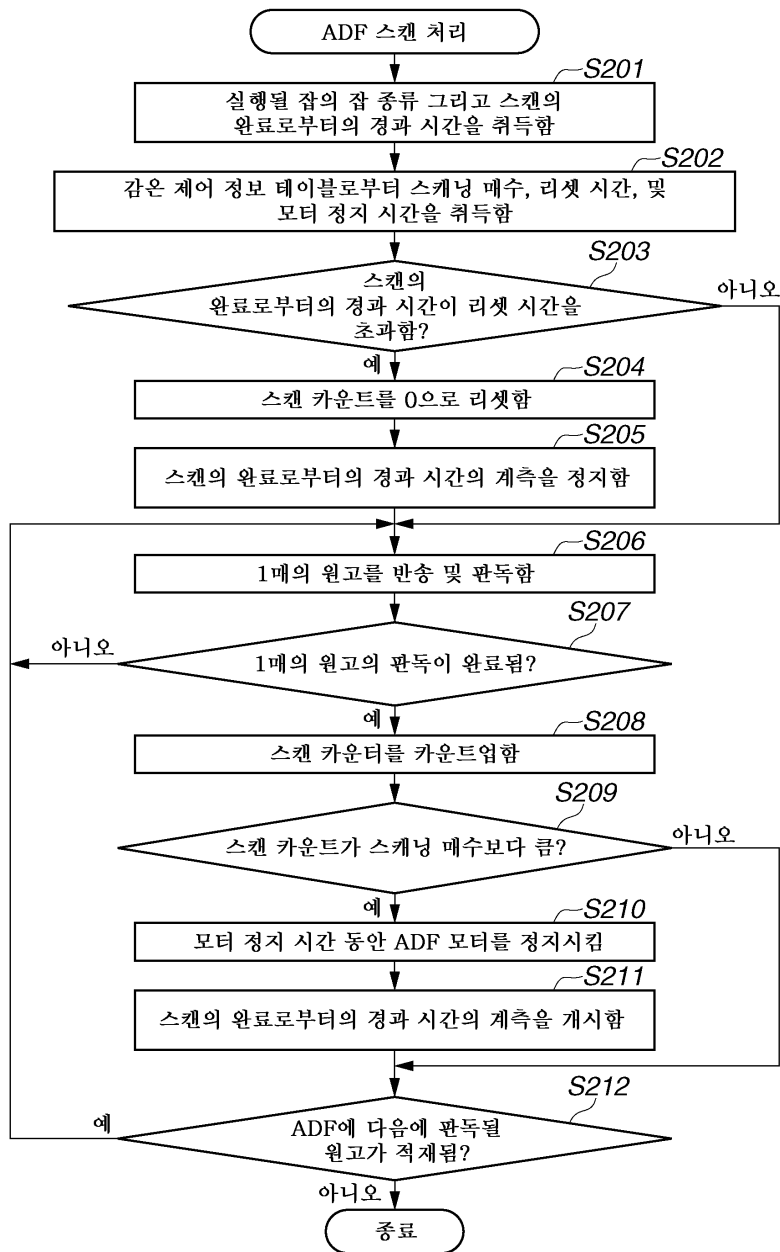 ADF 스캔 처리
S201
실행될 잡의 잡 종류 그리고 스캔의
완료로부터의 경과 시간을 취득함
S202
감온 제어 정보 테이블로부터 스캐닝 매수, 리셋 시간, 및
모터 정지 시간을 취득함
S203
스캔의
완료로부터의 경과 시간이 리셋 시간을
초과함?
아니오
예
S204
스캔 카운트를 0으로 리셋함
S205
스캔의 완료로부터의 경과 시간의 계측을 정지함
S206
1매의 원고를 반송 및 판독함
S207
아니오
1매의 원고의 판독이 완료됨?
예
S208
스캔 카운터를 카운트업함
S209
스캔 카운트가 스캐닝 매수보다 큼?
아니오
예
S210
모터 정지 시간 동안 ADF 모터를 정지시킴
S211
스캔의 완료로부터의 경과 시간의 계측을 개시함
S212
예
ADF에 다음에 판독될
원고가 적재됨?
아니오
종료